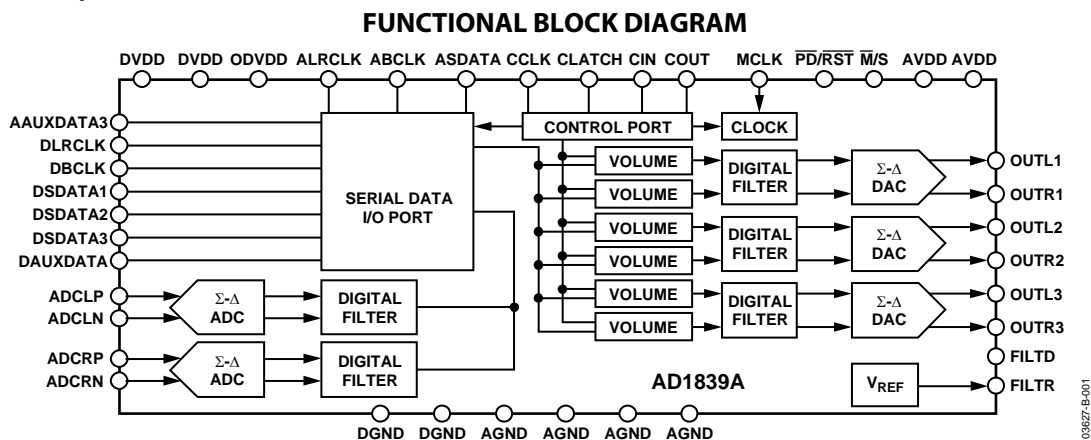 FUNCTIONAL BLOCK DIAGRAM
DVDD DVDD ODVDD ALRCLK ABCLK ASDATA CCLK CLATCH CIN COUT MCLK PD/RST M/S AVDD AVDD
AAUXDATA3
DLRCLK
DBCLK
DSDATA1
DSDATA2
DSDATA3
DAUXDATA
ADCLP
ADCLN
ADCRP
ADCRN
SERIAL DATA
I/O PORT
CONTROL PORT
CLOCK
Σ-Δ
ADC
DIGITAL
FILTER
Σ-Δ
ADC
DIGITAL
FILTER
VOLUME
VOLUME
VOLUME
VOLUME
VOLUME
VOLUME
DIGITAL
FILTER
DIGITAL
FILTER
DIGITAL
FILTER
Σ-Δ
DAC
Σ-Δ
DAC
Σ-Δ
DAC
OUTL1
OUTR1
OUTL2
OUTR2
OUTL3
OUTR3
FILTD
FILTR
VREF
AD1839A
DGND DGND AGND AGND AGND AGND
03627-B-001